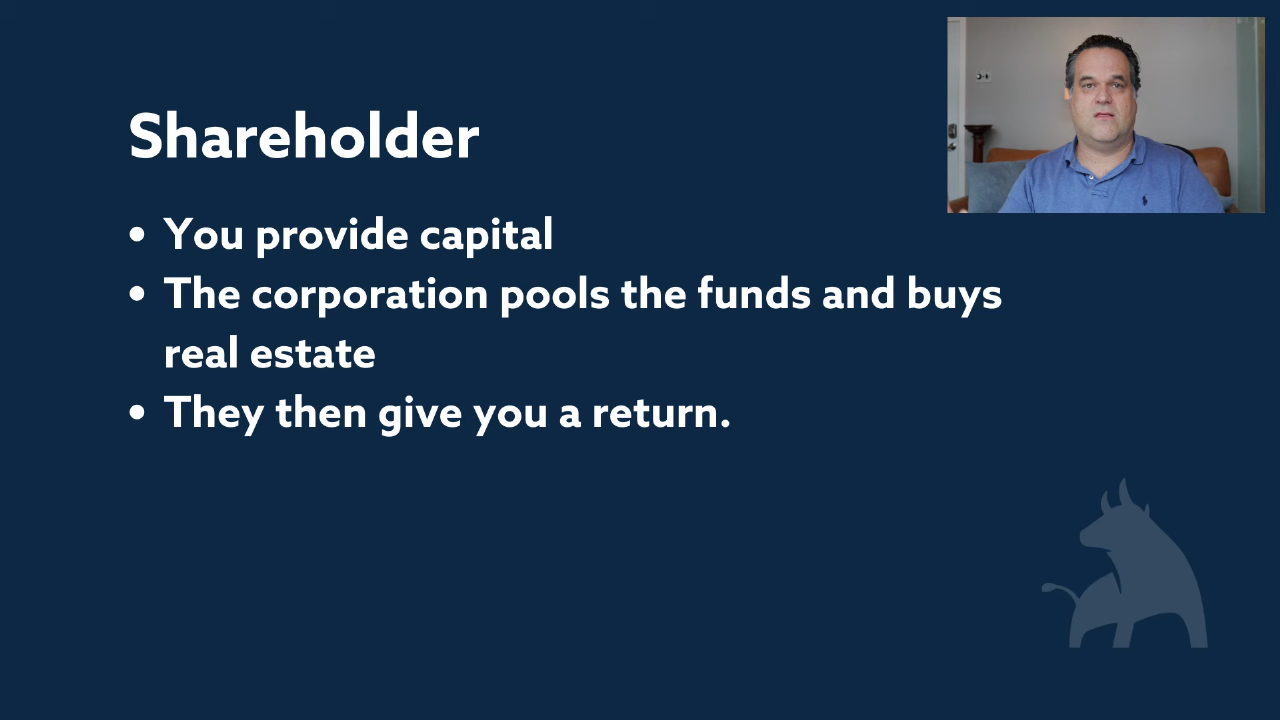 Shareholder
• You provide capital
• The corporation pools the funds and buys
real estate
• They then give you a return.